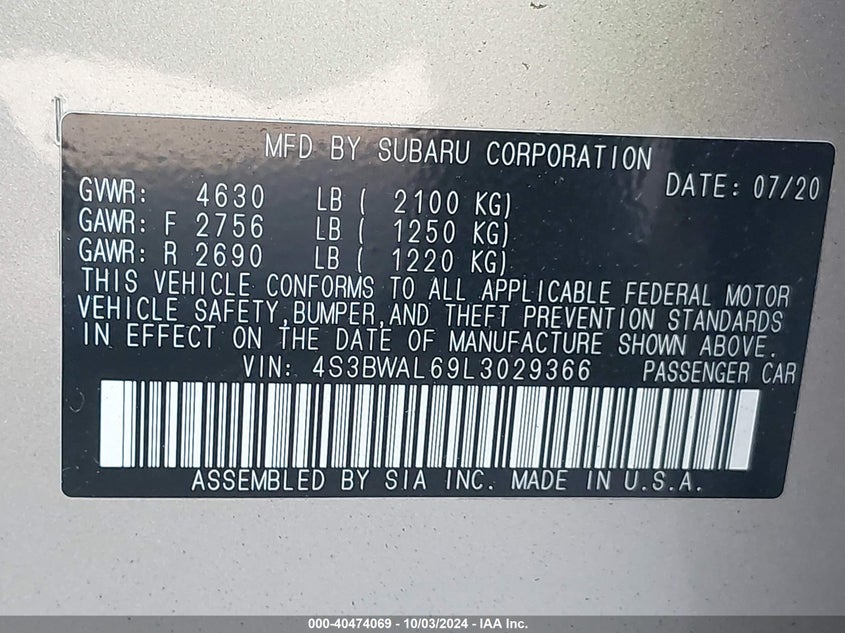 MFD BY SUBARU CORPORATION
GVWR: 4630 LB ( 2100 KG) DATE: 07/20
GAWR: F 2756 LB ( 1250 KG)
GAWR: R 2690 LB ( 1220 KG)
THIS VEHICLE CONFORMS TO ALL APPLICABLE FEDERAL MOTOR
VEHICLE SAFETY,BUMPER,AND THEFT PREVENTION STANDARDS
IN EFFECT ON THE DATE OF MANUFACTURE SHOWN ABOVE.
VIN: 4S3BWAL69L3029366 PASSENGER CAR
ASSEMBLED BY SIA INC. MADE IN U.S.A.
000-40474069 - 10/03/2024 - IAA Inc.